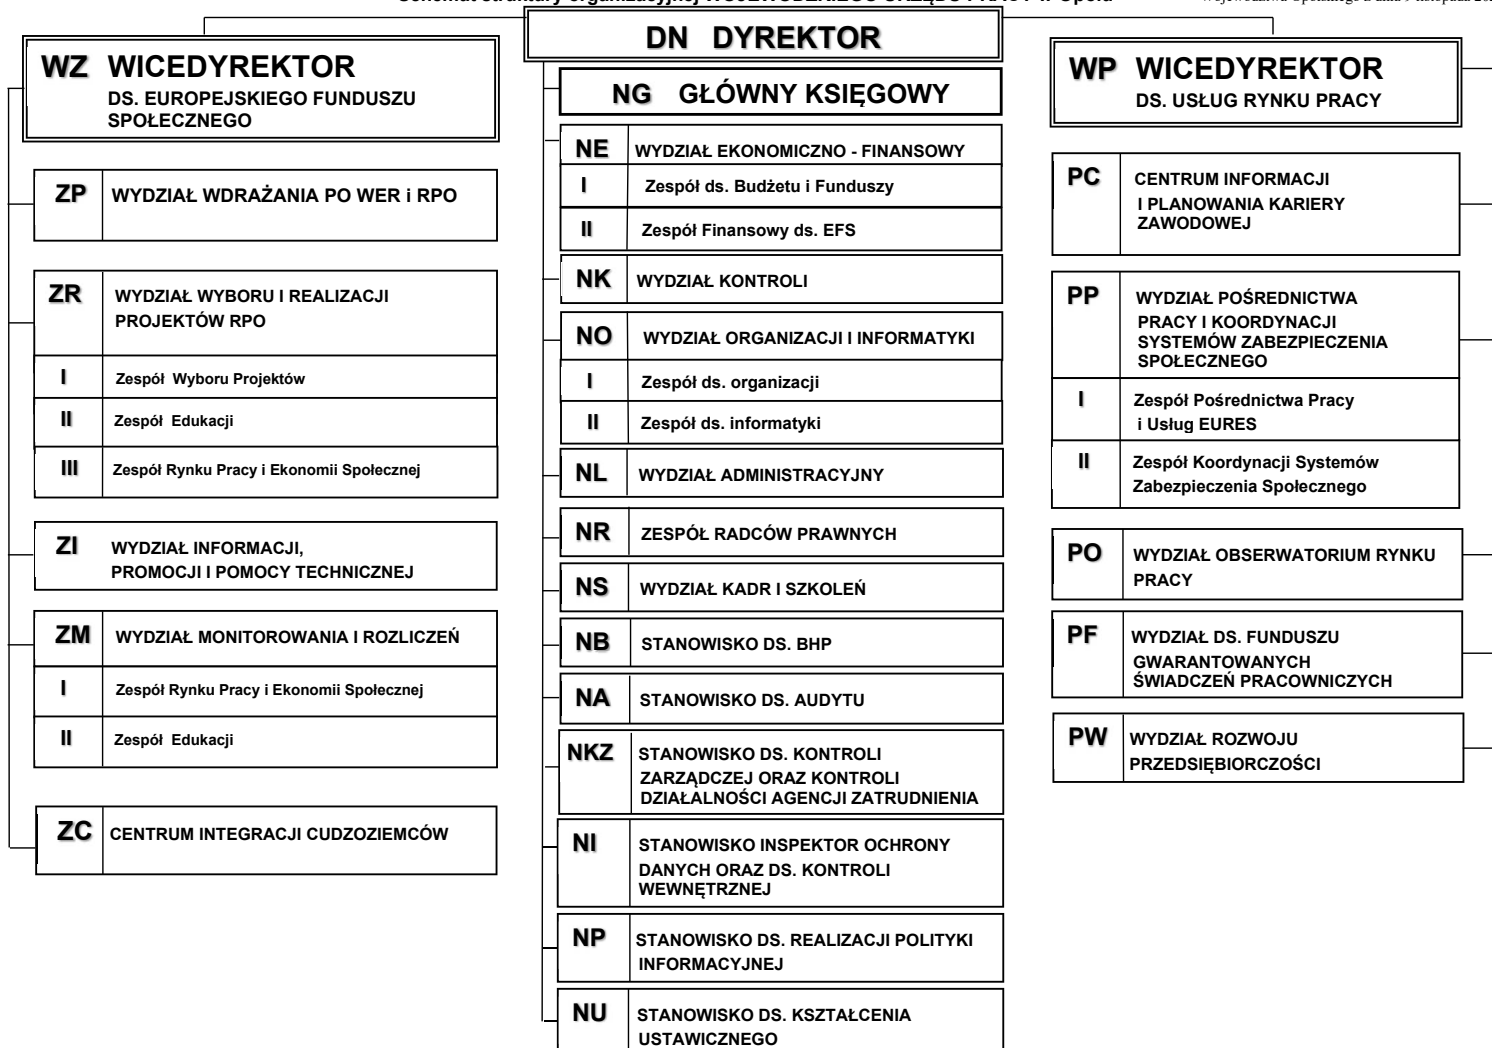 DN DYREKTOR
WZ WICEDYREKTOR
DS. EUROPEJSKIEGO FUNDUSZU
SPOŁECZNEGO
ZP WYDZIAŁ WDRAŻANIA PO WER i RPO
ZR WYDZIAŁ WYBORU I REALIZACJI
PROJEKTÓW RPO
I Zespół Wyboru Projektów
II Zespół Edukacji
III Zespół Rynku Pracy i Ekonomii Społecznej
ZI WYDZIAŁ INFORMACJI,
PROMOCJI I POMOCY TECHNICZNEJ
ZM WYDZIAŁ MONITOROWANIA I ROZLICZEŃ
I Zespół Rynku Pracy i Ekonomii Społecznej
II Zespół Edukacji
ZC CENTRUM INTEGRACJI CUDZOZIEMCÓW
NG GŁÓWNY KSIĘGOWY
NE WYDZIAŁ EKONOMICZNO - FINANSOWY
I Zespół ds. Budżetu i Funduszy
II Zespół Finansowy ds. EFS
NK WYDZIAŁ KONTROLI
NO WYDZIAŁ ORGANIZACJI I INFORMATYKI
I Zespół ds. organizacji
II Zespół ds. informatyki
NL WYDZIAŁ ADMINISTRACYJNY
NR ZESPÓŁ RADCÓW PRAWNYCH
NS WYDZIAŁ KADR I SZKOLEŃ
NB STANOWISKO DS. BHP
NA STANOWISKO DS. AUDYTU
NKZ STANOWISKO DS. KONTROLI
ZARZĄDCZEJ ORAZ KONTROLI
DZIAŁALNOŚCI AGENCJI ZATRUDNIENIA
NI STANOWISKO INSPEKTOR OCHRONY
DANYCH ORAZ DS. KONTROLI
WEWNĘTRZNEJ
NP STANOWISKO DS. REALIZACJI POLITYKI
INFORMACYJNEJ
NU STANOWISKO DS. KSZTAŁCENIA
USTAWICZNEGO
WP WICEDYREKTOR
DS. USŁUG RYNKU PRACY
PC CENTRUM INFORMACJI
I PLANOWANIA KARIERY
ZAWODOWEJ
PP WYDZIAŁ POŚREDNICTWA
PRACY I KOORDYNACJI
SYSTEMÓW ZABEZPIECZENIA
SPOŁECZNEGO
I Zespół Pośrednictwa Pracy
i Usług EURES
II Zespół Koordynacji Systemów
Zabezpieczenia Społecznego
PO WYDZIAŁ OBSERWATORIUM RYNKU
PRACY
PF WYDZIAŁ DS. FUNDUSZU
GWARANTOWANYCH
ŚWIADCZEŃ PRACOWNICZYCH
PW WYDZIAŁ ROZWOJU
PRZEDSIĘBIORCZOŚCI